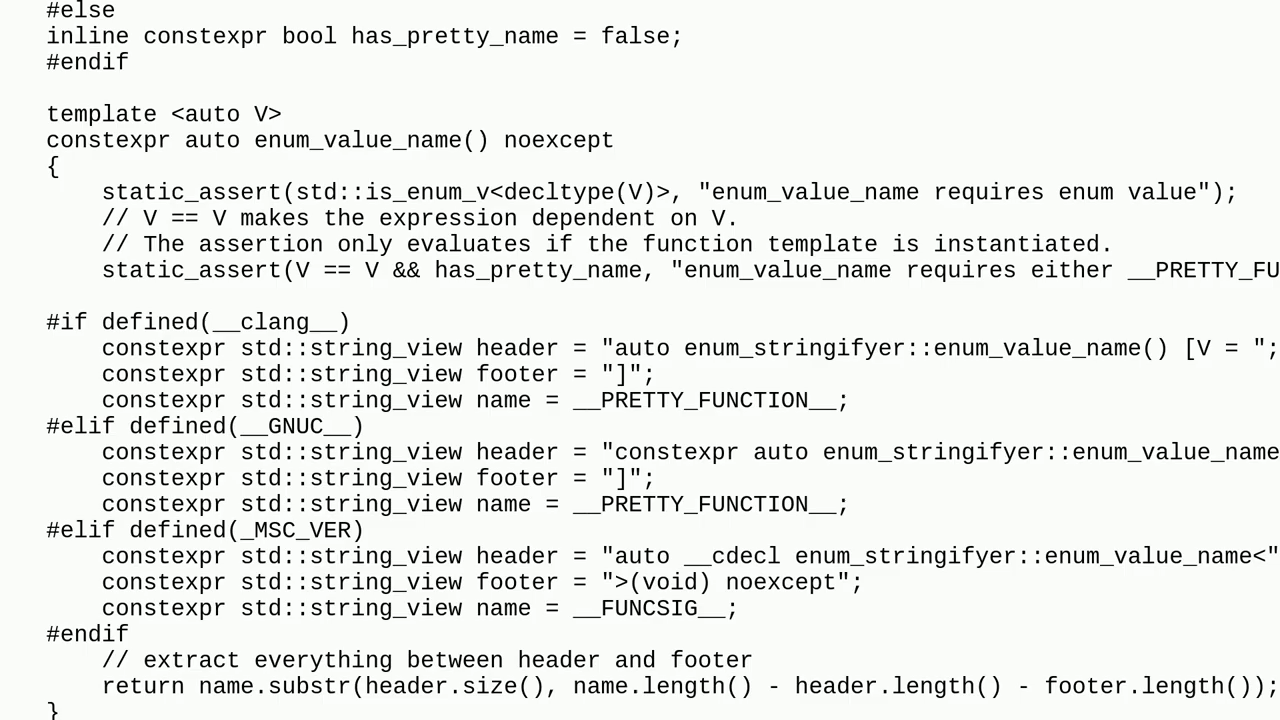 #else
inline constexpr bool has_pretty_name = false;
#endif
template <auto V>
constexpr auto enum_value_name() noexcept
{
static_assert(std::is_enum_v<decltype(V)>, "enum_value_name requires enum value");
// V == V makes the expression dependent on V.
// The assertion only evaluates if the function template is instantiated.
static_assert(V == V && has_pretty_name, "enum_value_name requires either __PRETTY_FU
#if defined(__clang__)
constexpr std::string_view header = "auto enum_stringifyer::enum_value_name() [V = ";
constexpr std::string_view footer = "]";
constexpr std::string_view name = __PRETTY_FUNCTION__;
#elif defined(__GNUC__)
constexpr std::string_view header = "constexpr auto enum_stringifyer::enum_value_name
constexpr std::string_view footer = "]";
constexpr std::string_view name = __PRETTY_FUNCTION__;
#elif defined(_MSC_VER)
constexpr std::string_view header = "auto __cdecl enum_stringifyer::enum_value_name<"
constexpr std::string_view footer = ">(void) noexcept";
constexpr std::string_view name = __FUNCSIG__;
#endif
// extract everything between header and footer
return name.substr(header.size(), name.length() - header.length() - footer.length());
}